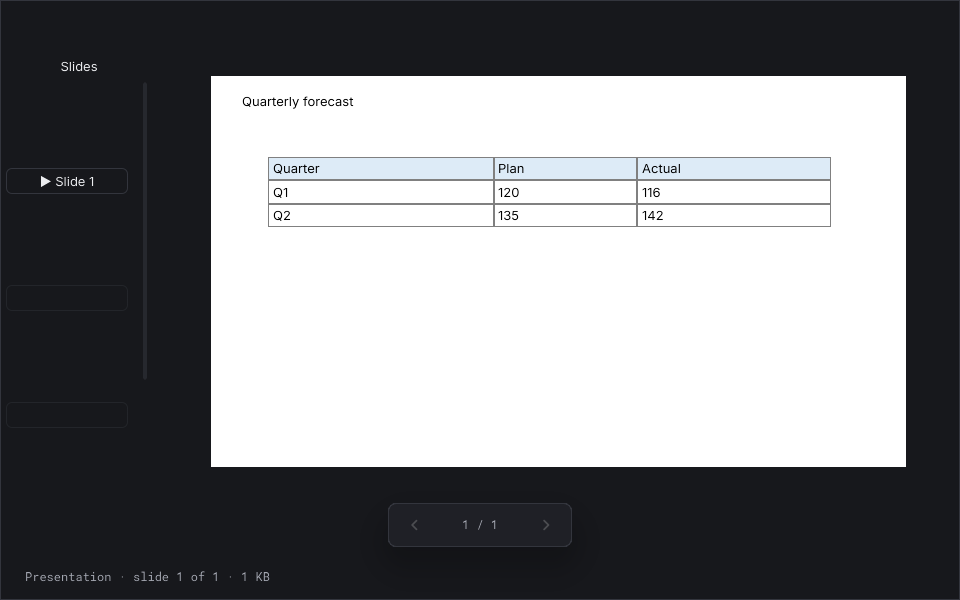 Slides
▶ Slide 1
Quarterly forecast
Quarter Plan Actual
Q1 120 116
Q2 135 142
1 / 1
Presentation · slide 1 of 1 · 1 KB